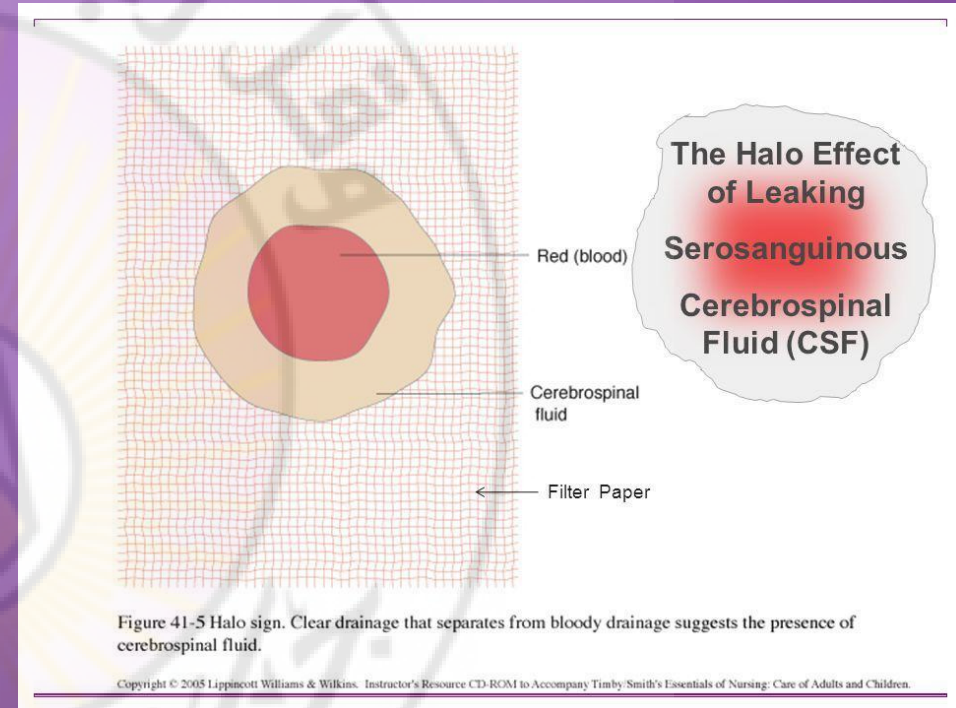 The Halo Effect
of Leaking
Serosanguinous
Cerebrospinal
Fluid (CSF)
Red (blood)
Cerebrospinal
fluid
Filter Paper
Figure 41-5 Halo sign. Clear drainage that separates from bloody drainage suggests the presence of
cerebrospinal fluid.
Copyright © 2005 Lippincott Williams & Wilkins. Instructor's Resource CD-ROM to Accompany Timby/Smith's Essentials of Nursing: Care of Adults and Children.